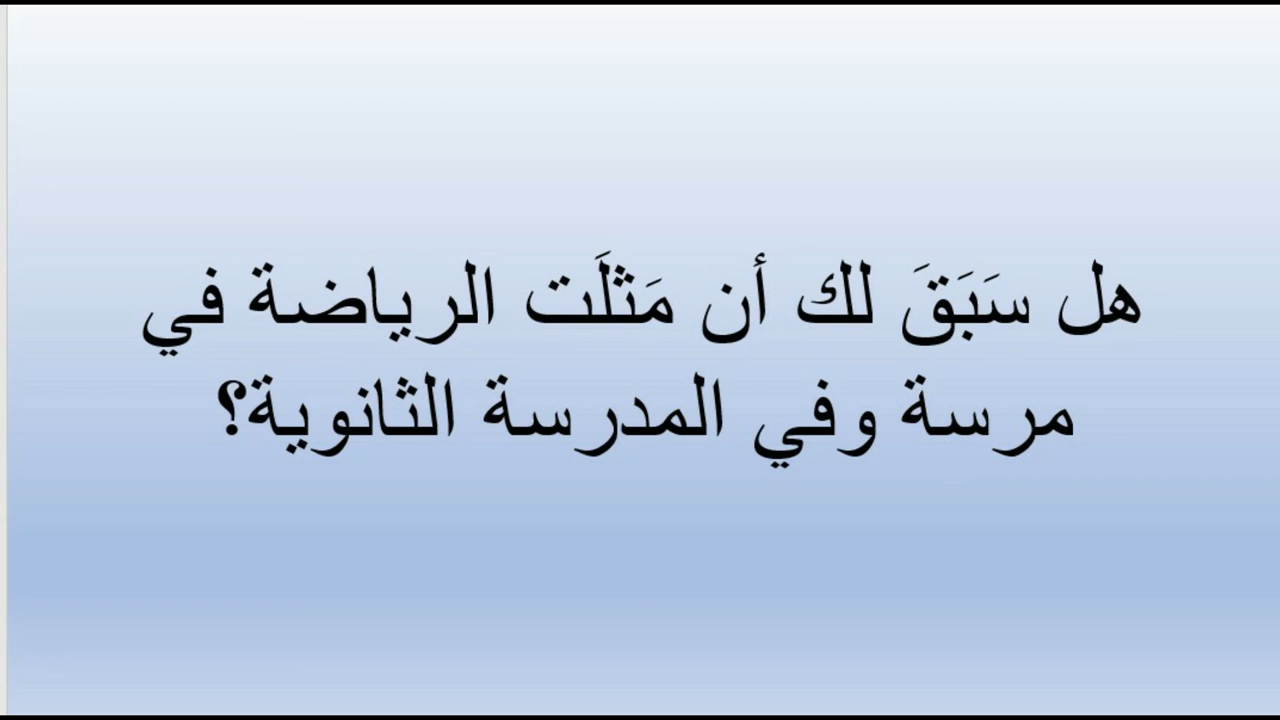 هل سَبَقَ لك أن مَثلَت الرياضة في
مرسة وفي المدرسة الثانوية؟